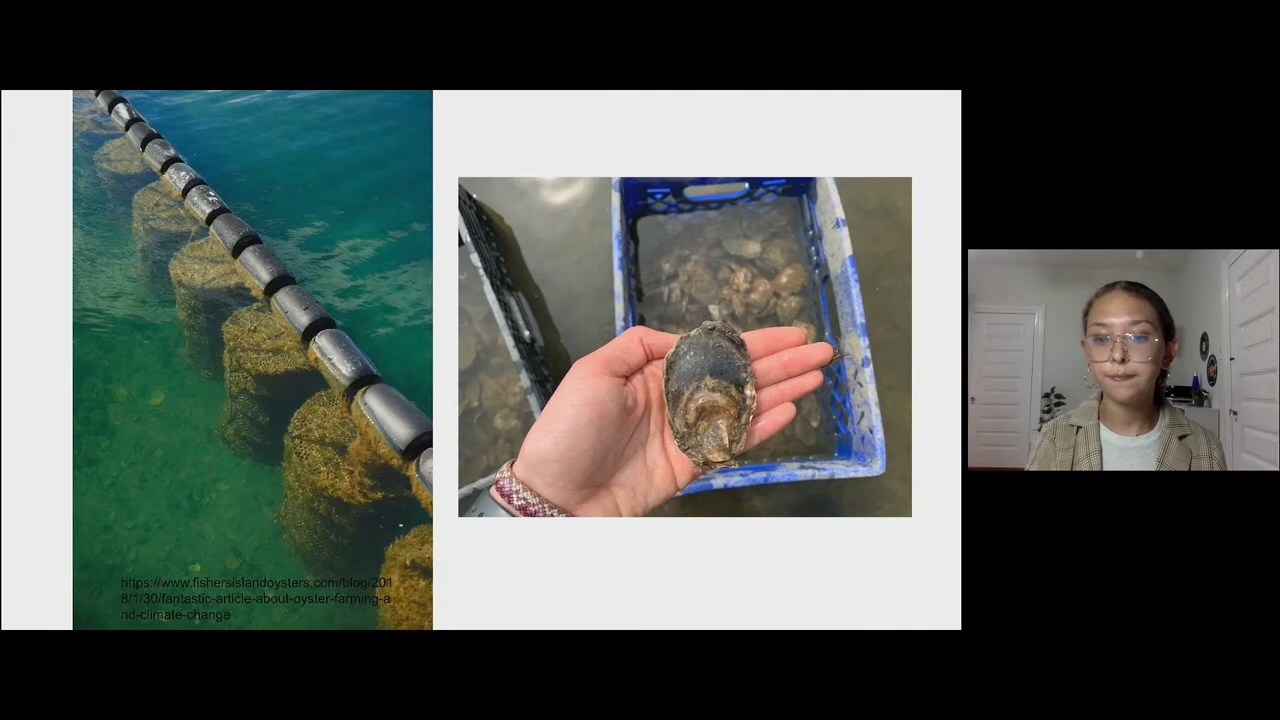 https://www.fishersislandoysters.com/blog/201
8/1/30/fantastic-article-about-oyster-farming-a
nd-climate-change